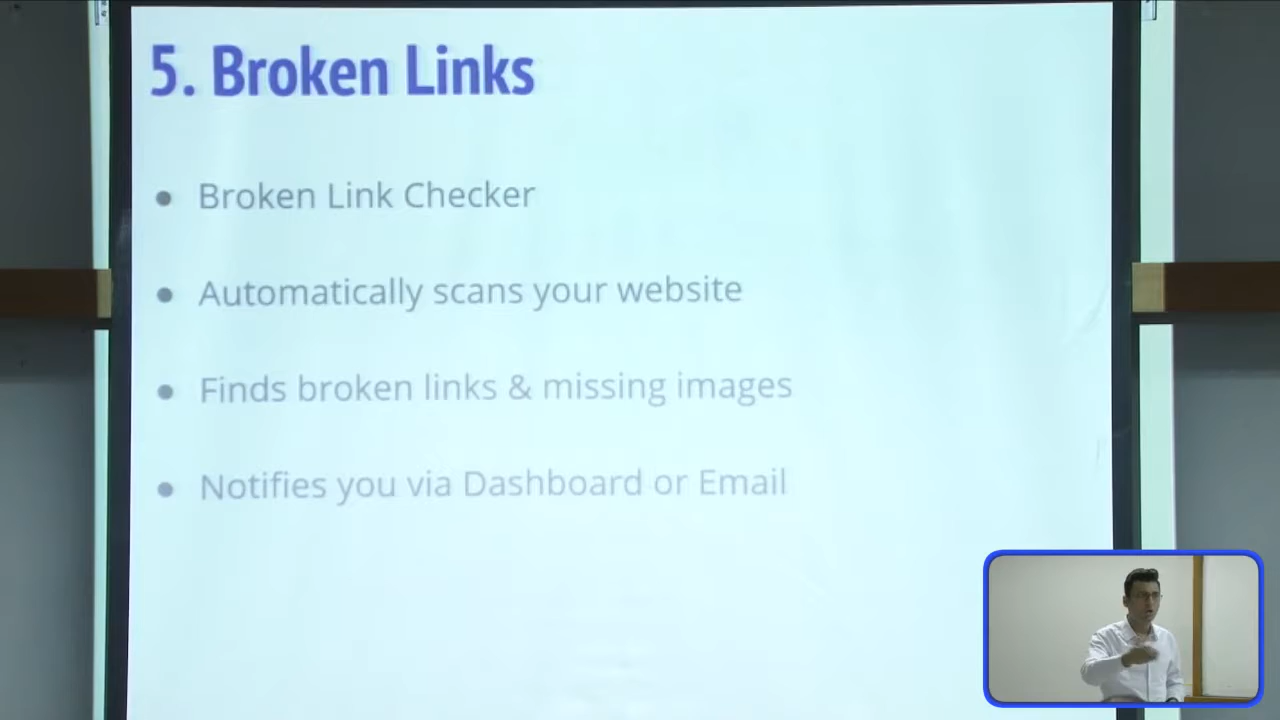 5. Broken Links
● Broken Link Checker
● Automatically scans your website
● Finds broken links & missing images
● Notifies you via Dashboard or Email